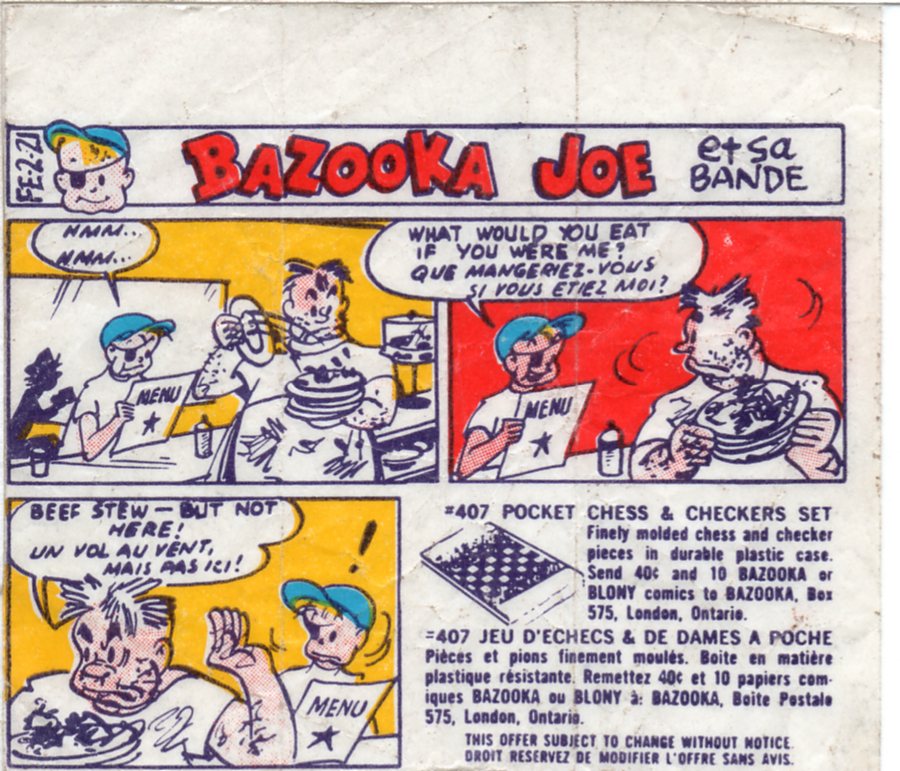 FE-2-21
BAZOOKA JOE et sa
BANDE
HMM...
HMM...
MENU
WHAT WOULD YOU EAT
IF YOU WERE ME?
QUE MANGERIEZ-VOUS
SI VOUS ETIEZ MOI?
MENU
BEEF STEW — BUT NOT
HERE!
UN VOL AU VENT,
MAIS PAS ICI!
!
MENU
#407 POCKET CHESS & CHECKERS SET
Finely molded chess and checker
pieces in durable plastic case.
Send 40¢ and 10 BAZOOKA or
BLONY comics to BAZOOKA, Box
575, London, Ontario.
#407 JEU D'ECHECS & DE DAMES A POCHE
Pièces et pions finement moulés. Boite en matière
plastique résistante. Remettez 40¢ et 10 papiers com-
iques BAZOOKA ou BLONY à: BAZOOKA, Boite Postale
575, London, Ontario.
THIS OFFER SUBJECT TO CHANGE WITHOUT NOTICE.
DROIT RESERVEZ DE MODIFIER L'OFFRE SANS AVIS.